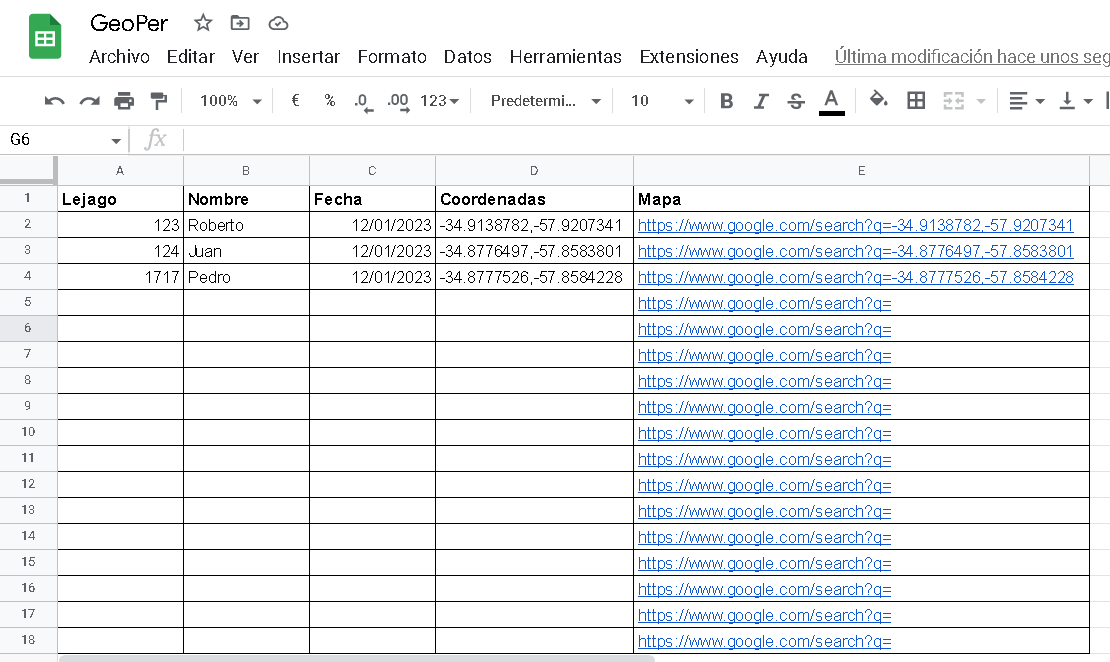 GeoPer
Archivo Editar Ver Insertar Formato Datos Herramientas Extensiones Ayuda Última modificación hace unos seg
100% € % .0 .00 123 Predetermi... 10 B I S A
G6 fx
A B C D E
1 Lejago Nombre Fecha Coordenadas Mapa
2 123 Roberto 12/01/2023 -34.9138782,-57.9207341 https://www.google.com/search?q=-34.9138782,-57.9207341
3 124 Juan 12/01/2023 -34.8776497,-57.8583801 https://www.google.com/search?q=-34.8776497,-57.8583801
4 1717 Pedro 12/01/2023 -34.8777526,-57.8584228 https://www.google.com/search?q=-34.8777526,-57.8584228
5 https://www.google.com/search?q=
6 https://www.google.com/search?q=
7 https://www.google.com/search?q=
8 https://www.google.com/search?q=
9 https://www.google.com/search?q=
10 https://www.google.com/search?q=
11 https://www.google.com/search?q=
12 https://www.google.com/search?q=
13 https://www.google.com/search?q=
14 https://www.google.com/search?q=
15 https://www.google.com/search?q=
16 https://www.google.com/search?q=
17 https://www.google.com/search?q=
18 https://www.google.com/search?q=